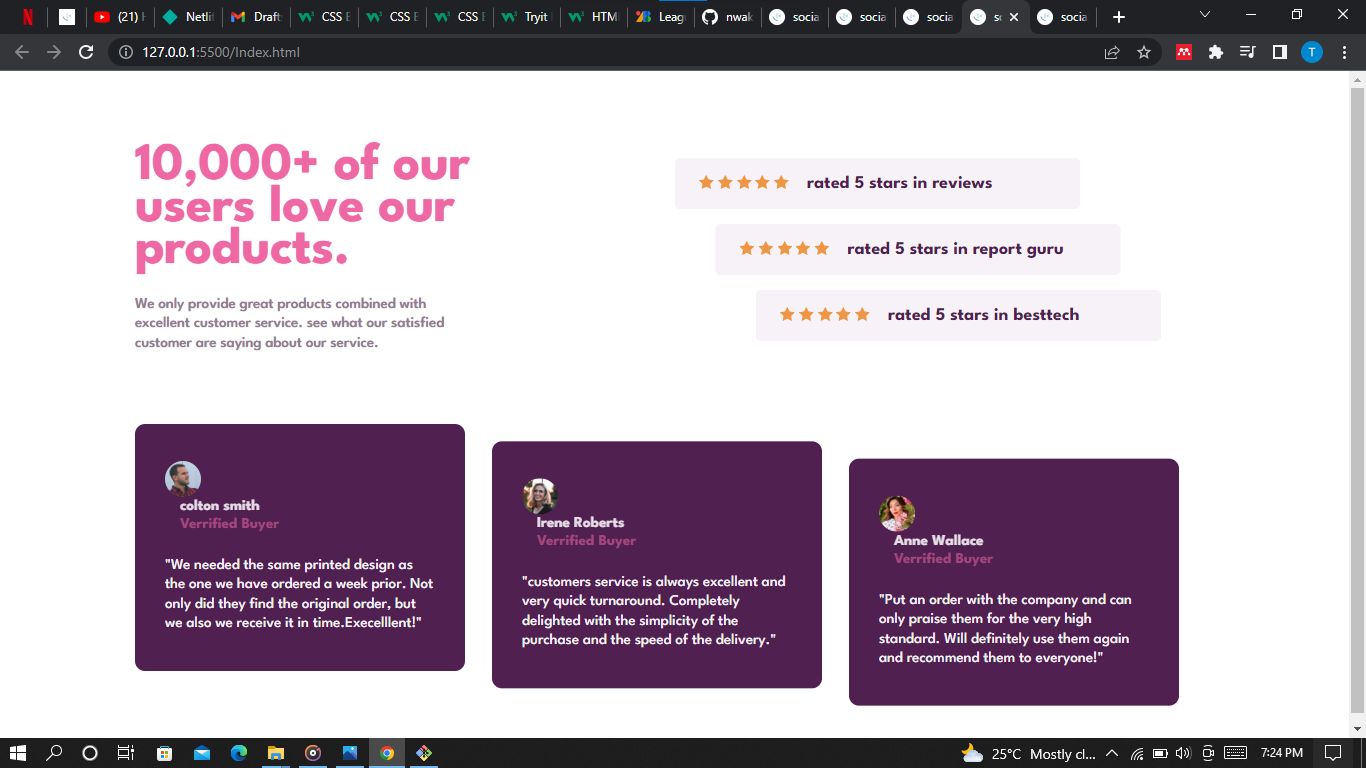 N
(21) H
Netlif
Draft
CSS E
CSS E
CSS E
Tryit
HTM
Leag
nwak
socia
socia
socia
so
socia
127.0.0.1:5500/Index.html
T
10,000+ of our
users love our
products.
We only provide great products combined with
excellent customer service. see what our satisfied
customer are saying about our service.
rated 5 stars in reviews
rated 5 stars in report guru
rated 5 stars in besttech
colton smith
Verrified Buyer
"We needed the same printed design as
the one we have ordered a week prior. Not
only did they find the original order, but
we also we receive it in time.Execelllent!"
Irene Roberts
Verrified Buyer
"customers service is always excellent and
very quick turnaround. Completely
delighted with the simplicity of the
purchase and the speed of the delivery."
Anne Wallace
Verrified Buyer
"Put an order with the company and can
only praise them for the very high
standard. Will definitely use them again
and recommend them to everyone!"
25°C Mostly cl...
7:24 PM